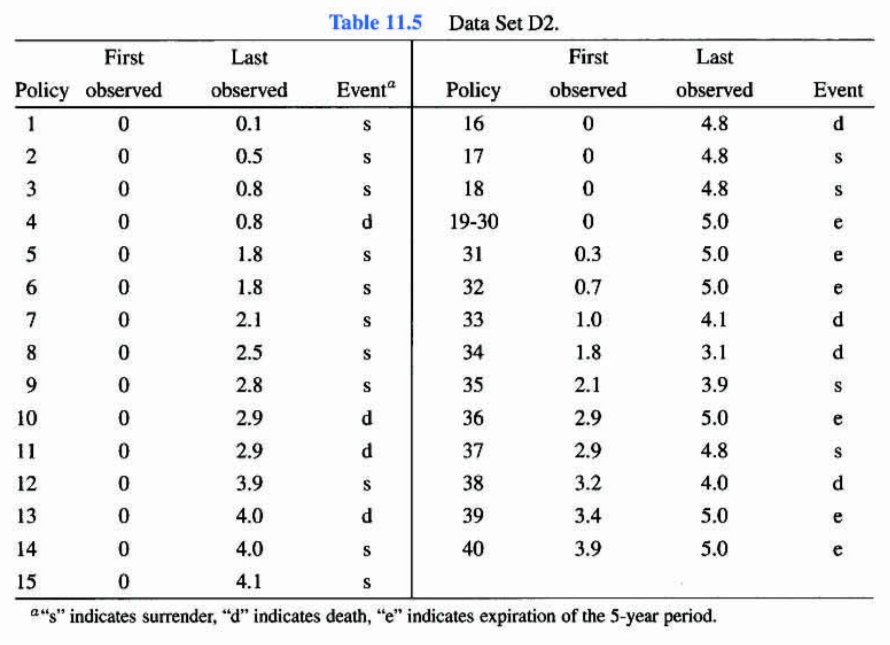 Table 11.5 Data Set D2.
First Last First Last
Policy observed observed Eventᵃ Policy observed observed Event
1 0 0.1 s 16 0 4.8 d
2 0 0.5 s 17 0 4.8 s
3 0 0.8 s 18 0 4.8 s
4 0 0.8 d 19-30 0 5.0 e
5 0 1.8 s 31 0.3 5.0 e
6 0 1.8 s 32 0.7 5.0 e
7 0 2.1 s 33 1.0 4.1 d
8 0 2.5 s 34 1.8 3.1 d
9 0 2.8 s 35 2.1 3.9 s
10 0 2.9 d 36 2.9 5.0 e
11 0 2.9 d 37 2.9 4.8 s
12 0 3.9 s 38 3.2 4.0 d
13 0 4.0 d 39 3.4 5.0 e
14 0 4.0 s 40 3.9 5.0 e
15 0 4.1 s
ᵃ“s” indicates surrender, “d” indicates death, “e” indicates expiration of the 5-year period.